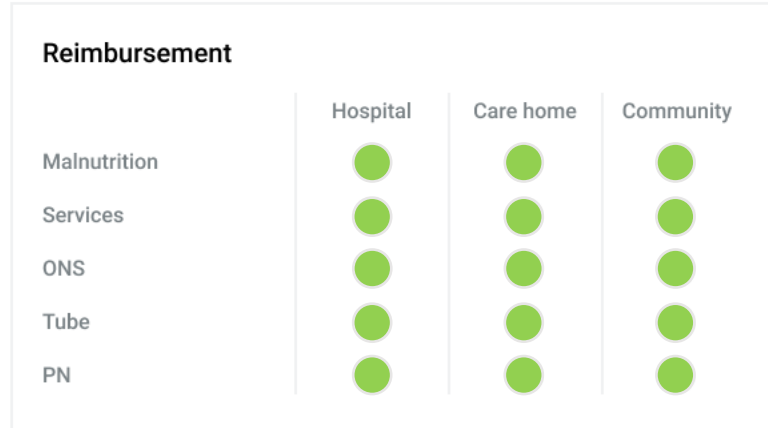 Reimbursement
Hospital Care home Community
Malnutrition
Services
ONS
Tube
PN